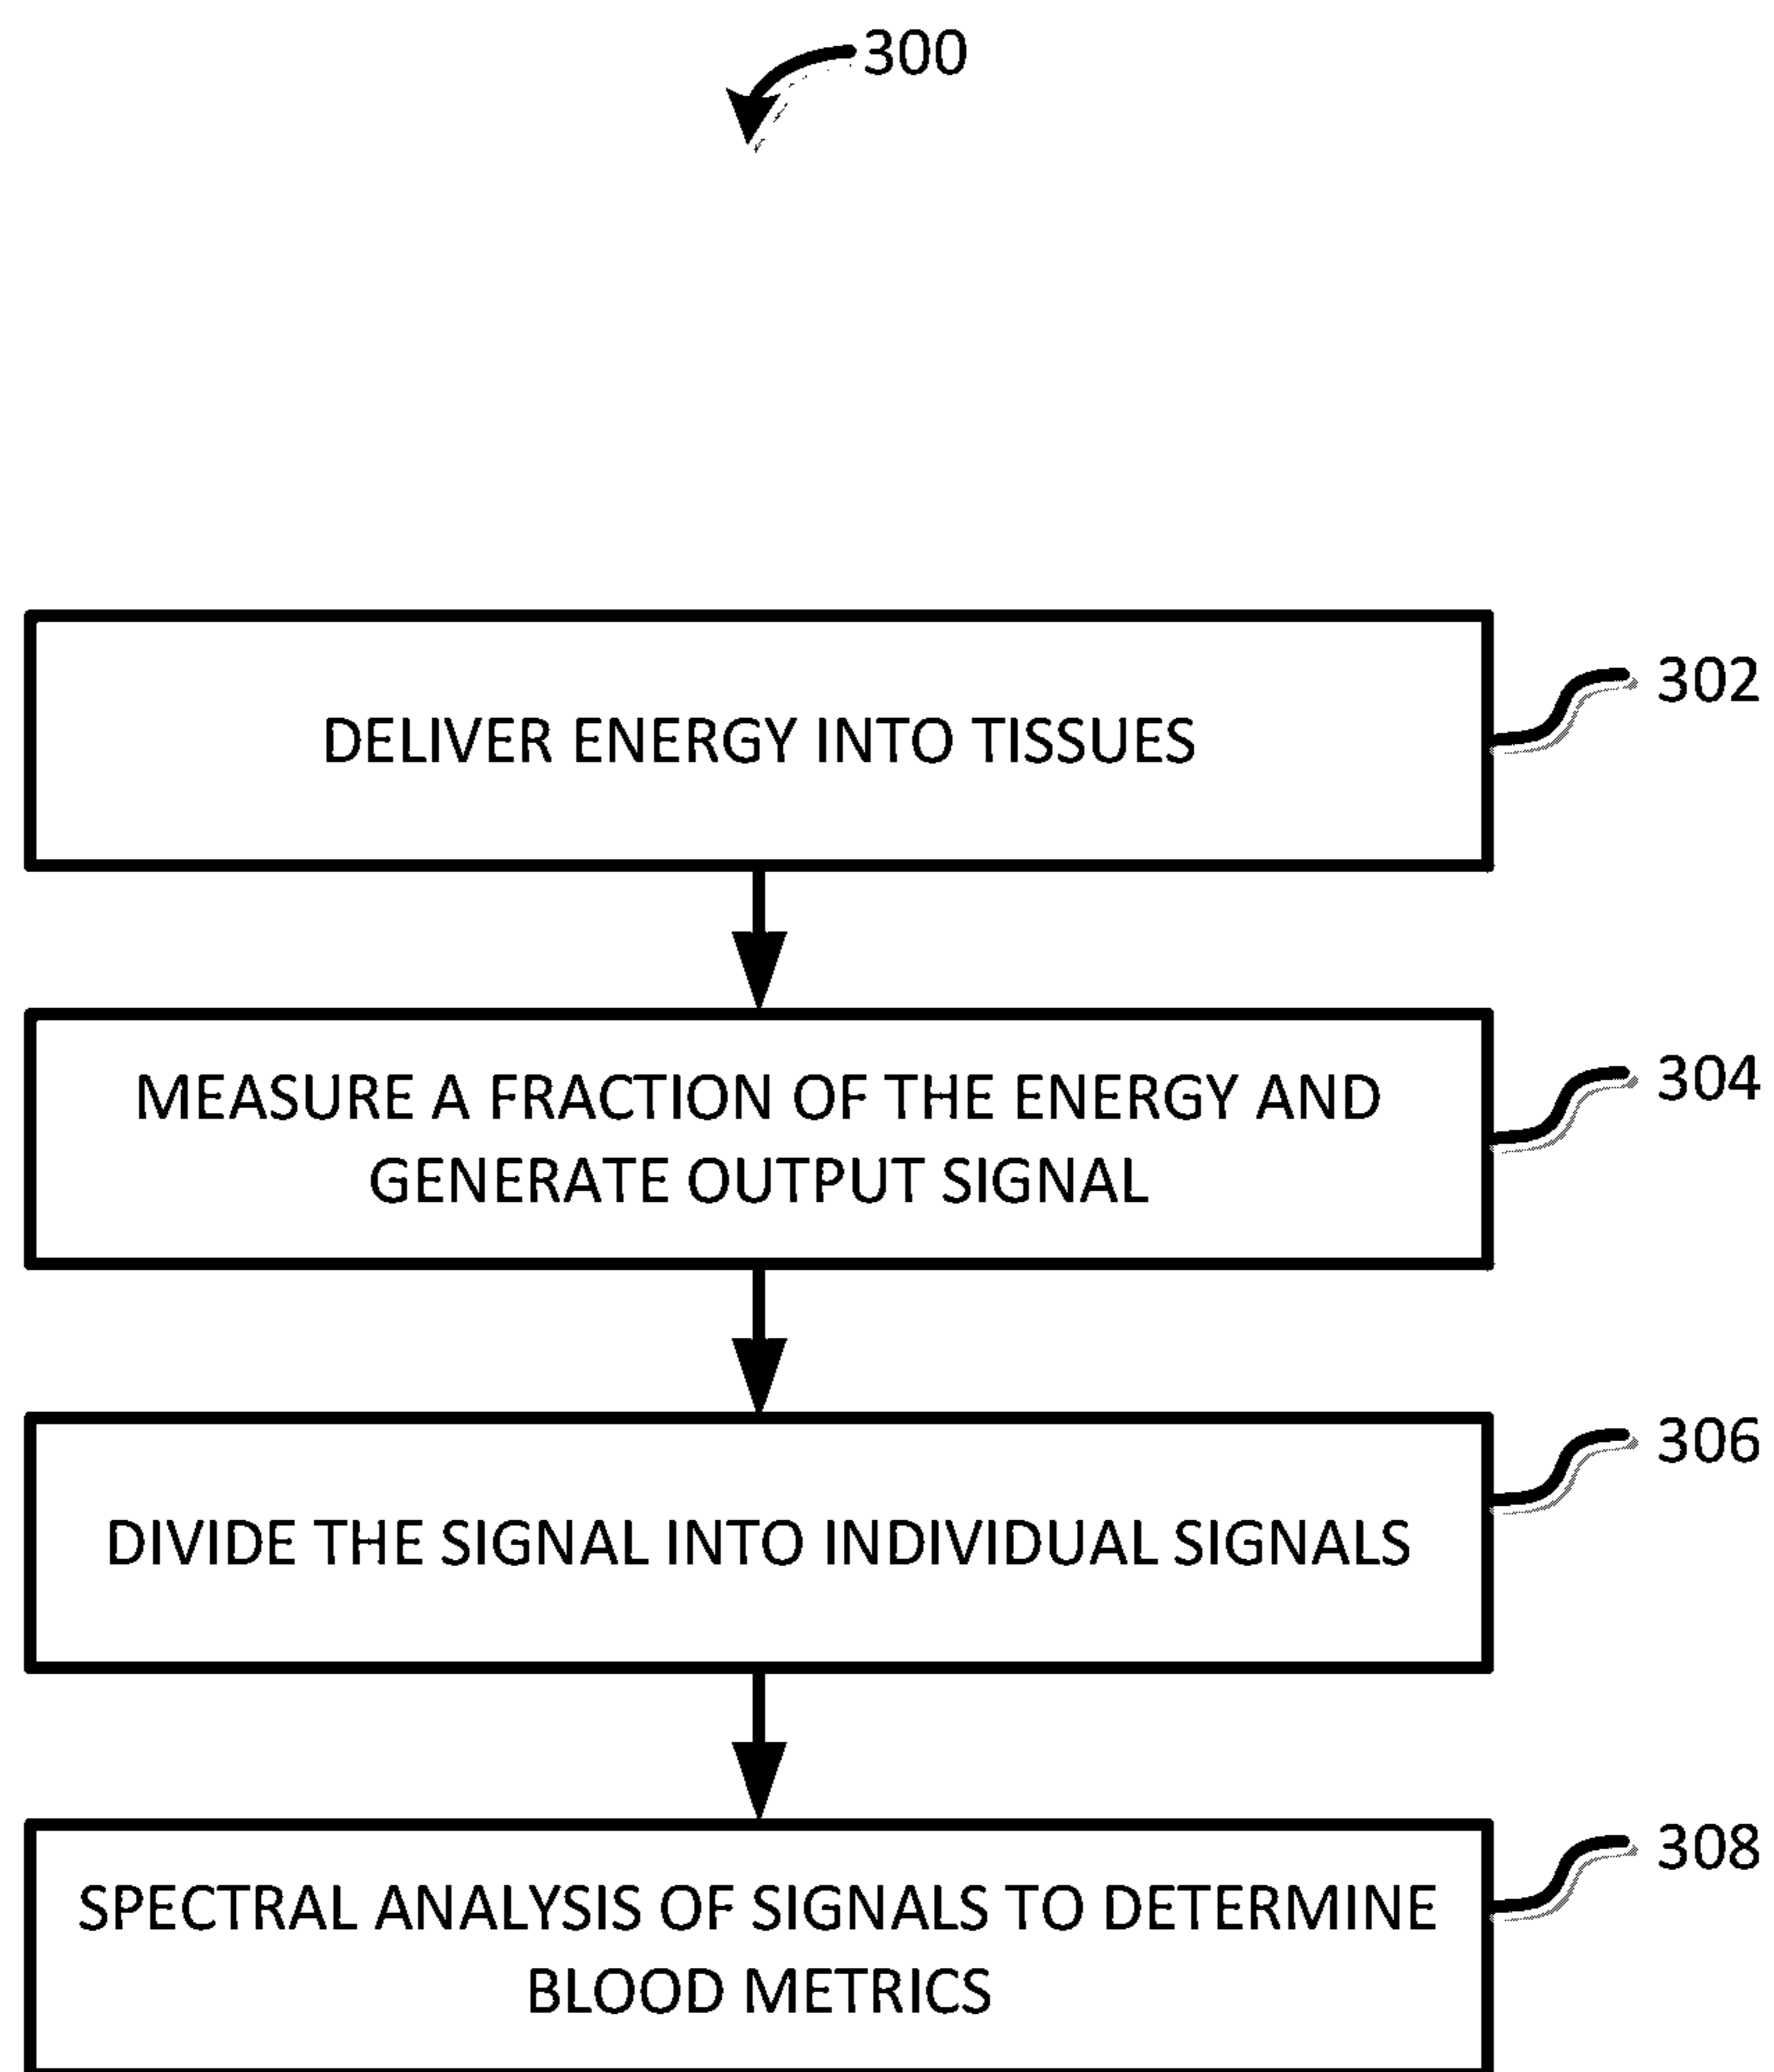 300
DELIVER ENERGY INTO TISSUES
302
MEASURE A FRACTION OF THE ENERGY AND
GENERATE OUTPUT SIGNAL
304
DIVIDE THE SIGNAL INTO INDIVIDUAL SIGNALS
306
SPECTRAL ANALYSIS OF SIGNALS TO DETERMINE
BLOOD METRICS
308